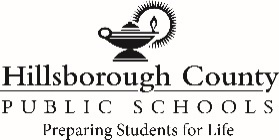 Hillsborough County
PUBLIC SCHOOLS
Preparing Students for Life